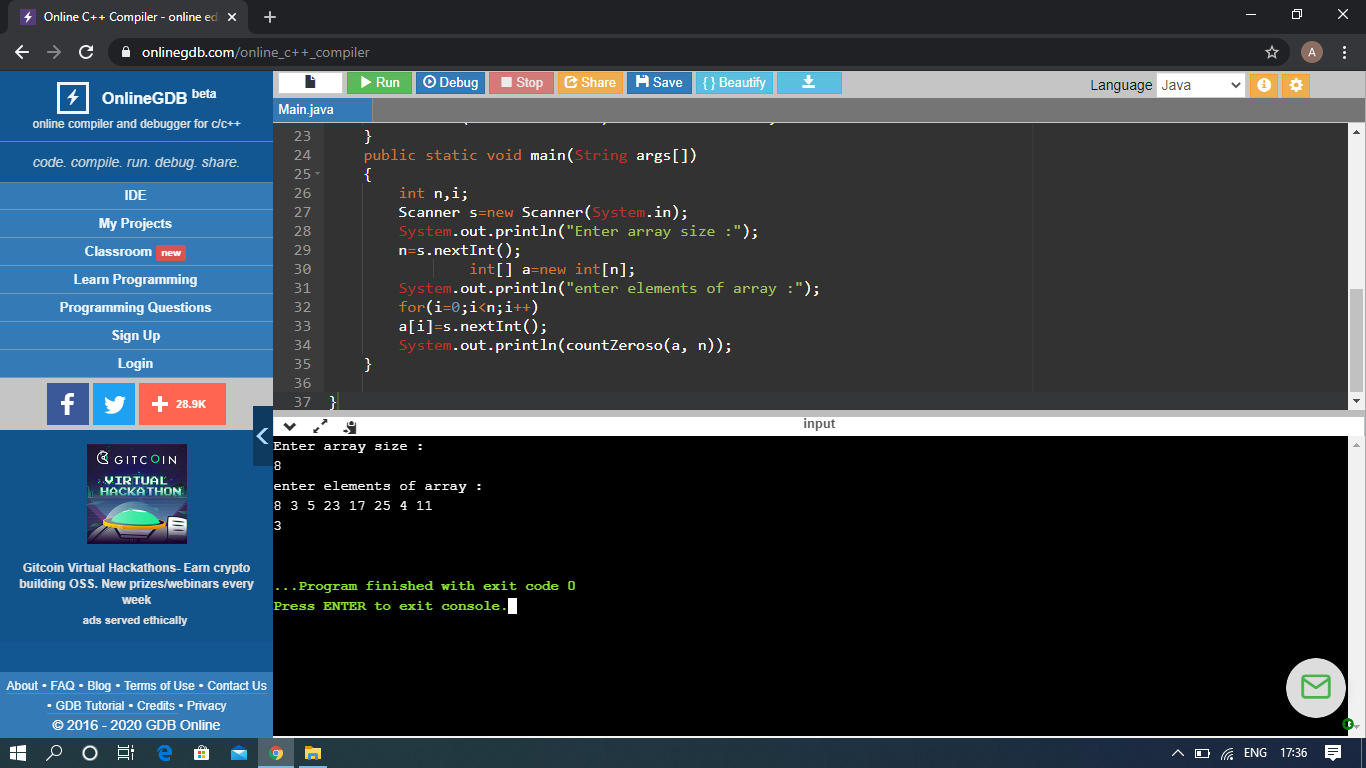 Online C++ Compiler - online ed
onlinegdb.com/online_c++_compiler
A
OnlineGDB beta
online compiler and debugger for c/c++
code. compile. run. debug. share.
IDE
My Projects
Classroom new
Learn Programming
Programming Questions
Sign Up
Login
28.9K
GITCOIN
VIRTUAL
HACKATHON
Gitcoin Virtual Hackathons- Earn crypto
building OSS. New prizes/webinars every
week
ads served ethically
About • FAQ • Blog • Terms of Use • Contact Us
• GDB Tutorial • Credits • Privacy
© 2016 - 2020 GDB Online
Run Debug Stop Share Save { } Beautify
Language Java
Main.java
23 }
24 public static void main(String args[])
25 {
26 int n,i;
27 Scanner s=new Scanner(System.in);
28 System.out.println("Enter array size :");
29 n=s.nextInt();
30 int[] a=new int[n];
31 System.out.println("enter elements of array :");
32 for(i=0;i<n;i++)
33 a[i]=s.nextInt();
34 System.out.println(countZeroso(a, n));
35 }
36
37 }
input
Enter array size :
8
enter elements of array :
8 3 5 23 17 25 4 11
3
...Program finished with exit code 0
Press ENTER to exit console.
ENG 17:36